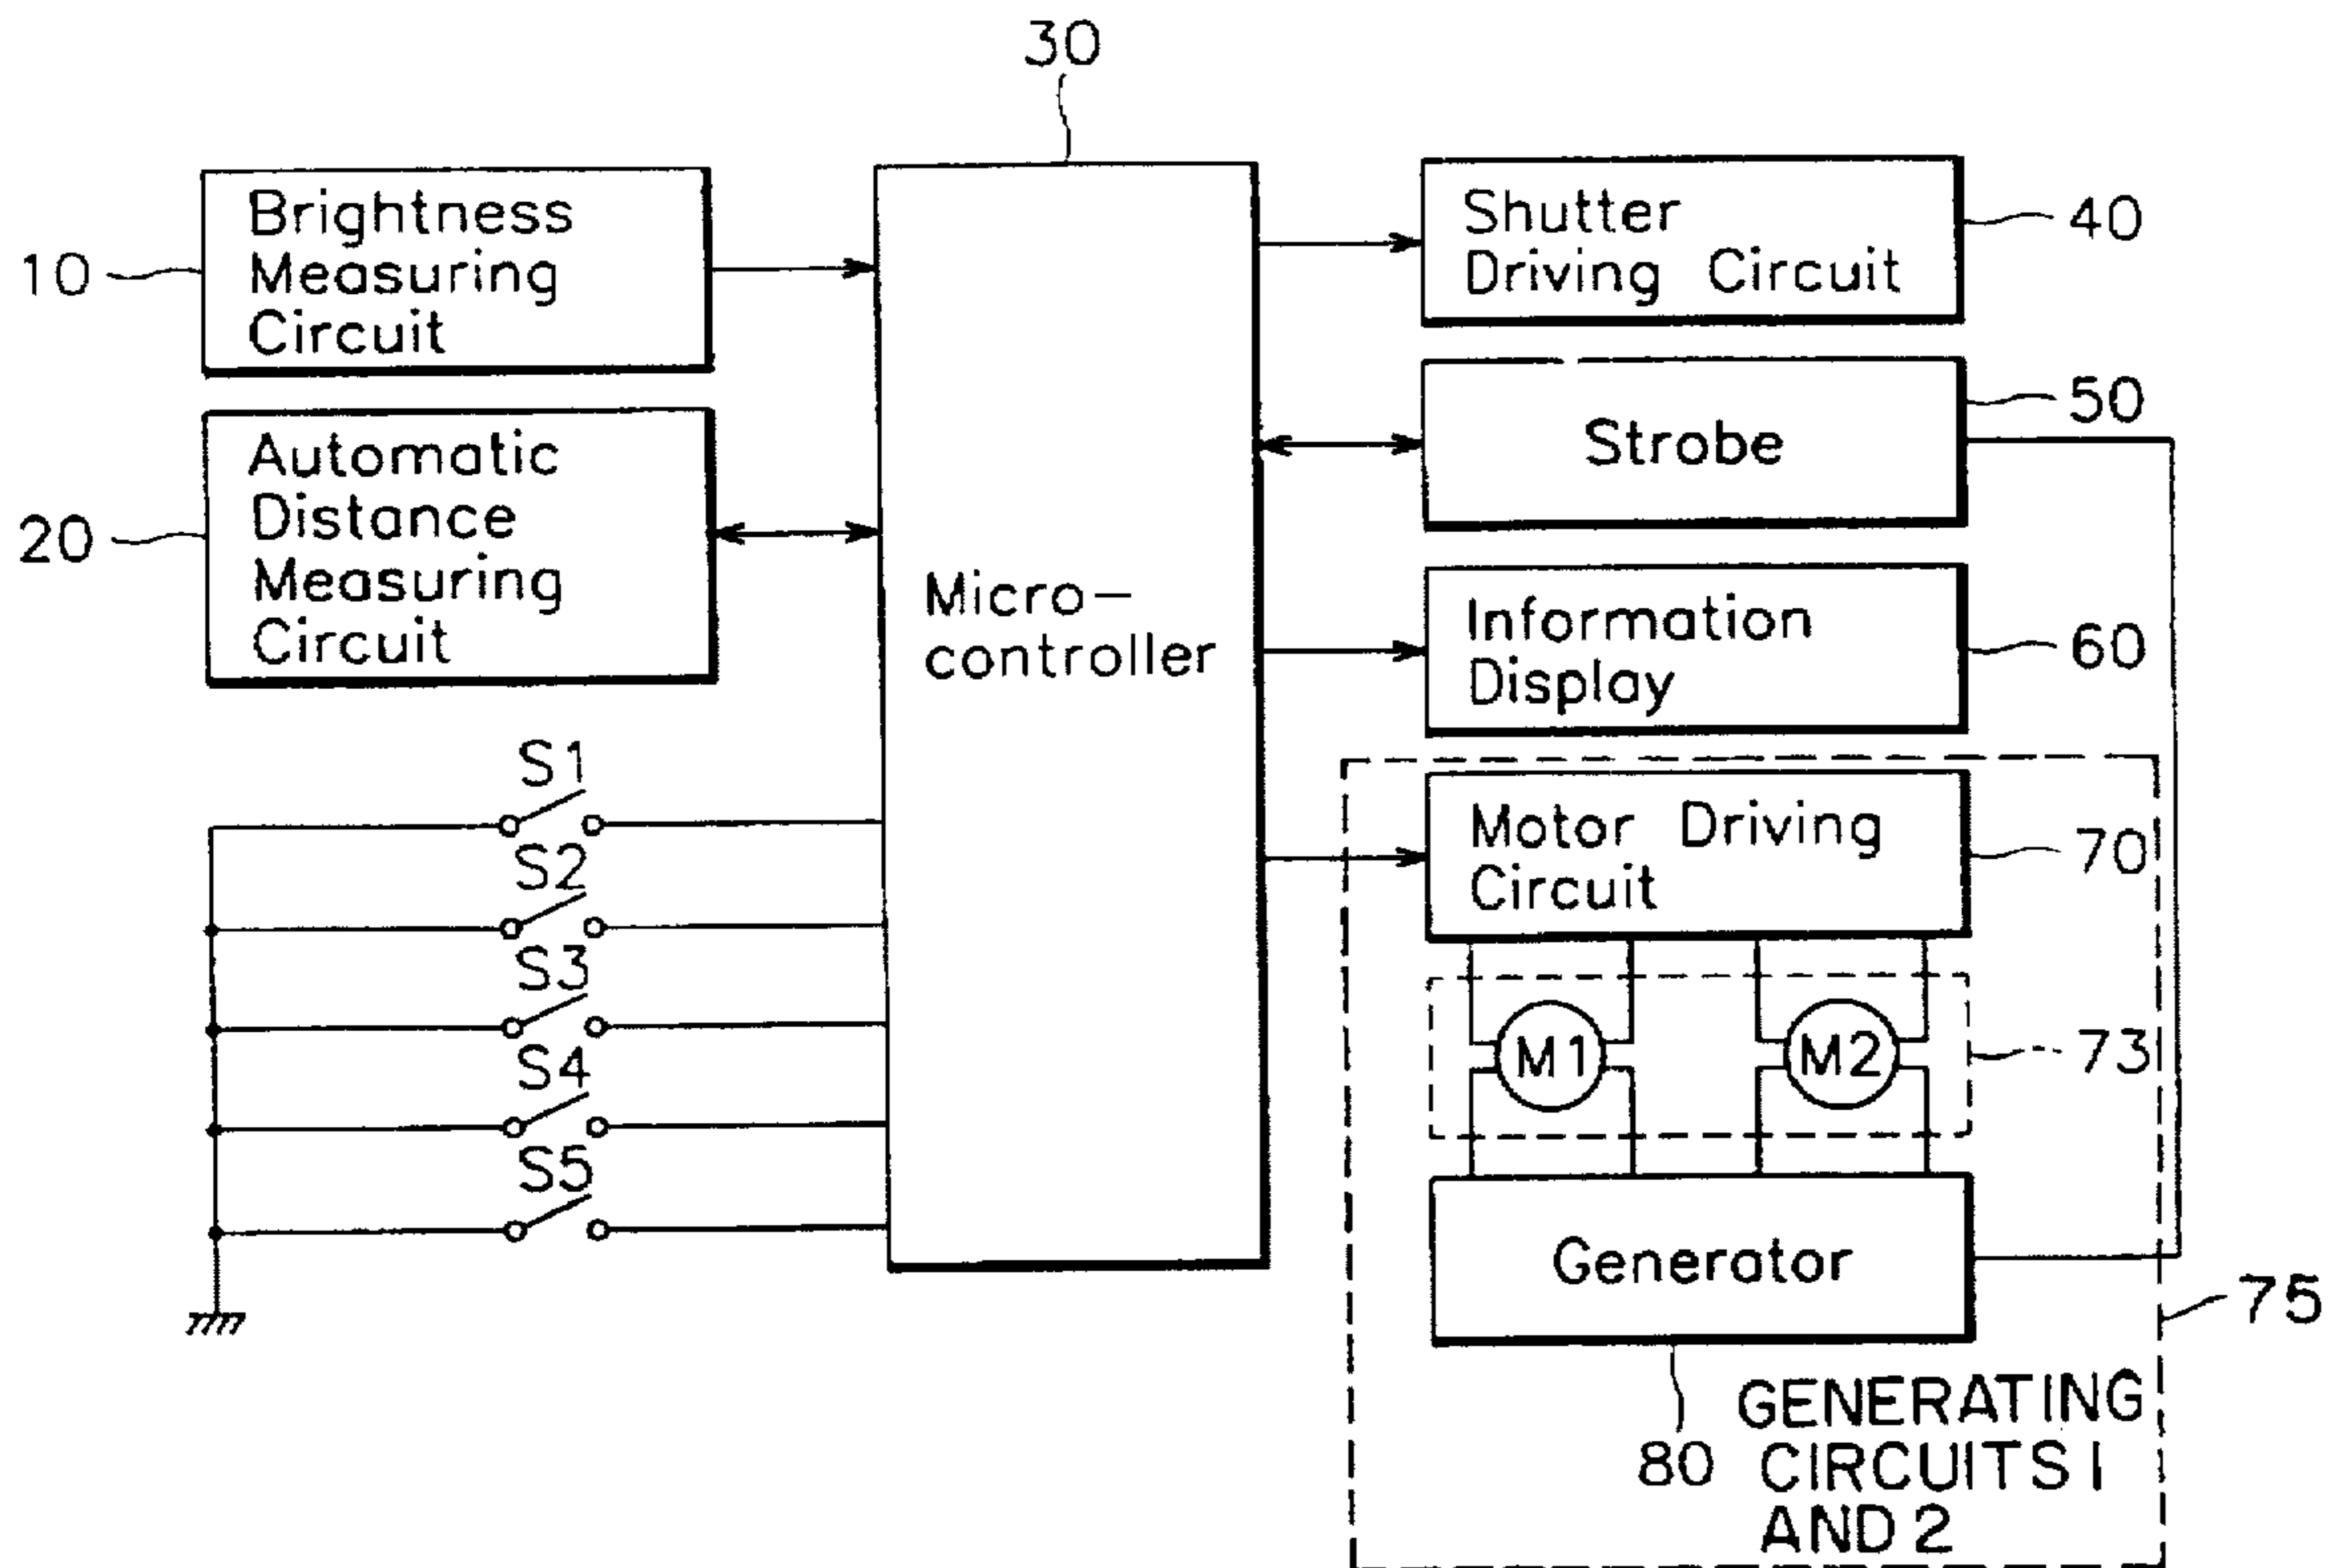 30
10
Brightness
Measuring
Circuit
20
Automatic
Distance
Measuring
Circuit
S1
S2
S3
S4
S5
Micro-
controller
Shutter
Driving Circuit
40
Strobe
50
Information
Display
60
Motor Driving
Circuit
70
M1
M2
73
Generator
75
80
GENERATING
CIRCUITS 1
AND 2